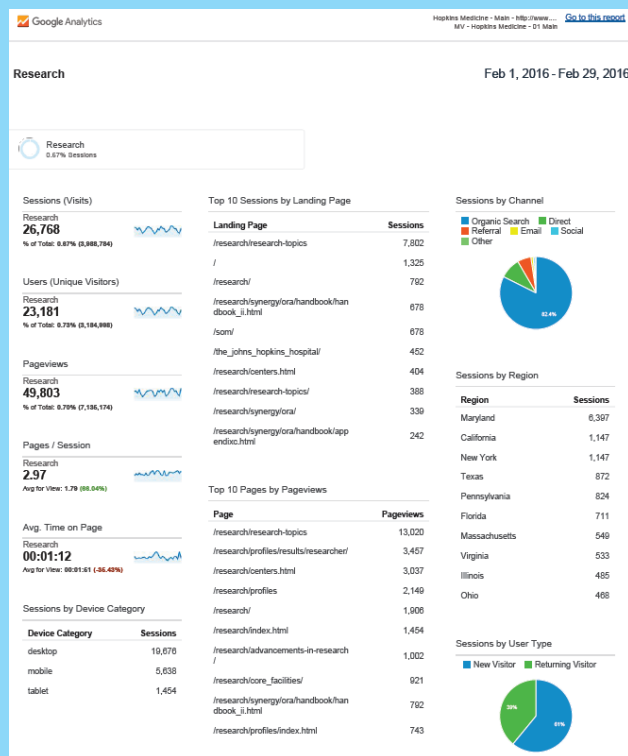 Google Analytics
Hopkins Medicine - Main - http://www....
MV - Hopkins Medicine - 01 Main
Go to this report
Research
Feb 1, 2016 - Feb 29, 2016
Research
0.67% Sessions
Sessions (Visits)
Research
26,768
% of Total: 0.67% (3,988,784)
Users (Unique Visitors)
Research
23,181
% of Total: 0.73% (3,184,998)
Pageviews
Research
49,803
% of Total: 0.70% (7,136,174)
Pages / Session
Research
2.97
Avg for View: 1.79 (66.04%)
Avg. Time on Page
Research
00:01:12
Avg for View: 00:01:51 (-35.43%)
Sessions by Device Category
Device Category Sessions
desktop 19,676
mobile 5,638
tablet 1,454
Top 10 Sessions by Landing Page
Landing Page Sessions
/research/research-topics 7,802
/ 1,325
/research/ 792
/research/synergy/ora/handbook/han
dbook_ii.html 678
/som/ 678
/the_johns_hopkins_hospital/ 452
/research/centers.html 404
/research/research-topics/ 388
/research/synergy/ora/ 339
/research/synergy/ora/handbook/app
endixc.html 242
Top 10 Pages by Pageviews
Page Pageviews
/research/research-topics 13,020
/research/profiles/results/researcher/ 3,457
/research/centers.html 3,037
/research/profiles 2,149
/research/ 1,906
/research/index.html 1,454
/research/advancements-in-research
/ 1,002
/research/core_facilities/ 921
/research/synergy/ora/handbook/han
dbook_ii.html 792
/research/profiles/index.html 743
Sessions by Channel
Organic Search Direct
Referral Email Social
Other
82.4%
Sessions by Region
Region Sessions
Maryland 6,397
California 1,147
New York 1,147
Texas 872
Pennsylvania 824
Florida 711
Massachusetts 549
Virginia 533
Illinois 485
Ohio 468
Sessions by User Type
New Visitor Returning Visitor
39%
61%